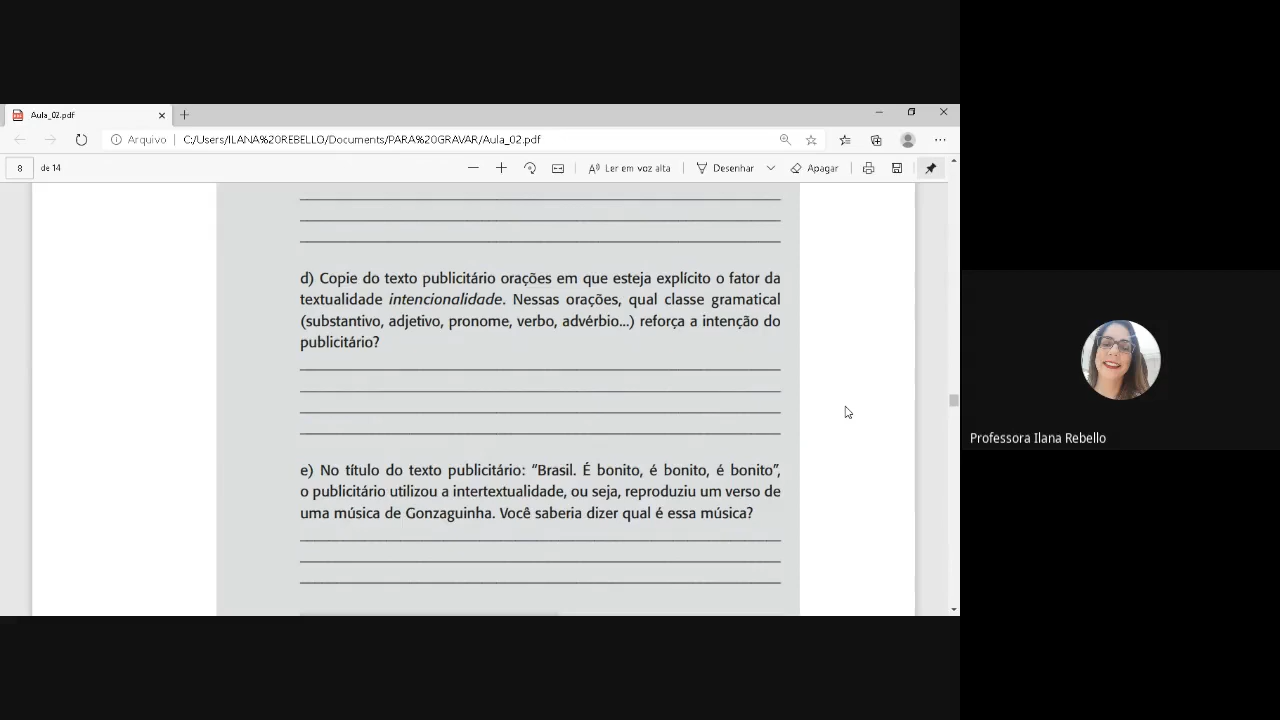 Aula_02.pdf
Arquivo
C:/Users/ILANA%20REBELLO/Documents/PARA%20GRAVAR/Aula_02.pdf
8 de 14
Ler em voz alta
Desenhar
Apagar
d) Copie do texto publicitário orações em que esteja explícito o fator da
textualidade intencionalidade. Nessas orações, qual classe gramatical
(substantivo, adjetivo, pronome, verbo, advérbio...) reforça a intenção do
publicitário?
e) No título do texto publicitário: "Brasil. É bonito, é bonito, é bonito",
o publicitário utilizou a intertextualidade, ou seja, reproduziu um verso de
uma música de Gonzaguinha. Você saberia dizer qual é essa música?
Professora Ilana Rebello